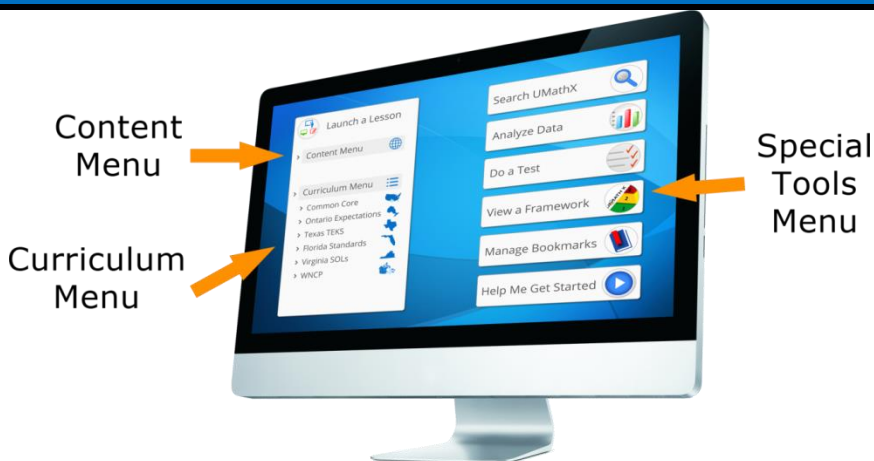 Content
Menu
Curriculum
Menu
Launch a Lesson
> Content Menu
> Curriculum Menu
> Common Core
> Ontario Expectations
> Texas TEKS
> Florida Standards
> Virginia SOLs
> WNCP
Search UMathX
Analyze Data
Do a Test
View a Framework
Manage Bookmarks
Help Me Get Started
Special
Tools
Menu